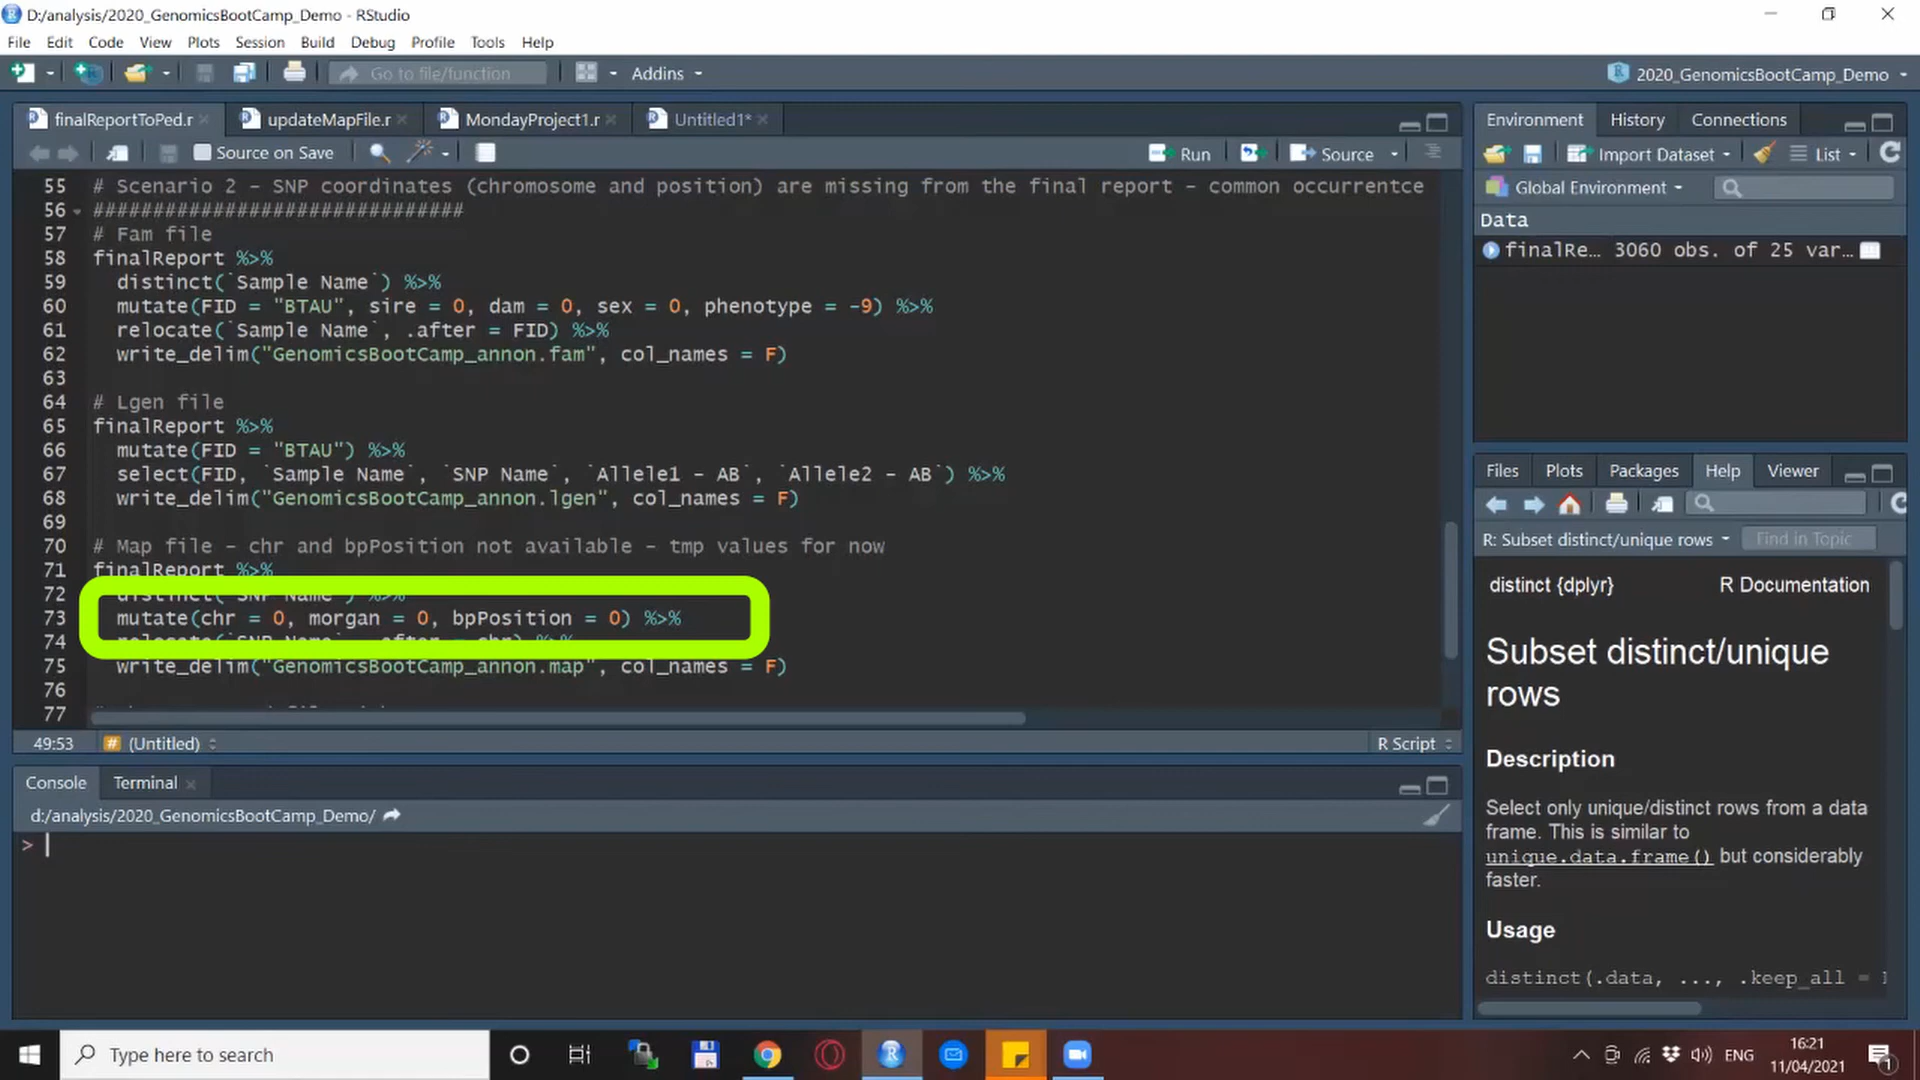 D:/analysis/2020_GenomicsBootCamp_Demo - RStudio
File Edit Code View Plots Session Build Debug Profile Tools Help
Go to file/function Addins 2020_GenomicsBootCamp_Demo
finalReportToPed.r updateMapFile.r MondayProject1.r Untitled1*
Source on Save Run Source
55 # Scenario 2 - SNP coordinates (chromosome and position) are missing from the final report - common occurrentce
56 ###############################
57 # Fam file
58 finalReport %>%
59 distinct(`Sample Name`) %>%
60 mutate(FID = "BTAU", sire = 0, dam = 0, sex = 0, phenotype = -9) %>%
61 relocate(`Sample Name`, .after = FID) %>%
62 write_delim("GenomicsBootCamp_annon.fam", col_names = F)
63
64 # Lgen file
65 finalReport %>%
66 mutate(FID = "BTAU") %>%
67 select(FID, `Sample Name`, `SNP Name`, `Allele1 - AB`, `Allele2 - AB`) %>%
68 write_delim("GenomicsBootCamp_annon.lgen", col_names = F)
69
70 # Map file - chr and bpPosition not available - tmp values for now
71 finalReport %>%
72 distinct(`SNP Name`) %>%
73 mutate(chr = 0, morgan = 0, bpPosition = 0) %>%
74 relocate(`SNP Name`, .after = chr) %>%
75 write_delim("GenomicsBootCamp_annon.map", col_names = F)
76
77
49:53 # (Untitled) R Script
Console Terminal
d:/analysis/2020_GenomicsBootCamp_Demo/
>
Environment History Connections
Import Dataset List
Global Environment
Data
finalRe… 3060 obs. of 25 var…
Files Plots Packages Help Viewer
R: Subset distinct/unique rows Find in Topic
distinct {dplyr} R Documentation
Subset distinct/unique
rows
Description
Select only unique/distinct rows from a data
frame. This is similar to
unique.data.frame() but considerably
faster.
Usage
distinct(.data, ..., .keep_all =
Type here to search
ENG
16:21
11/04/2021
1